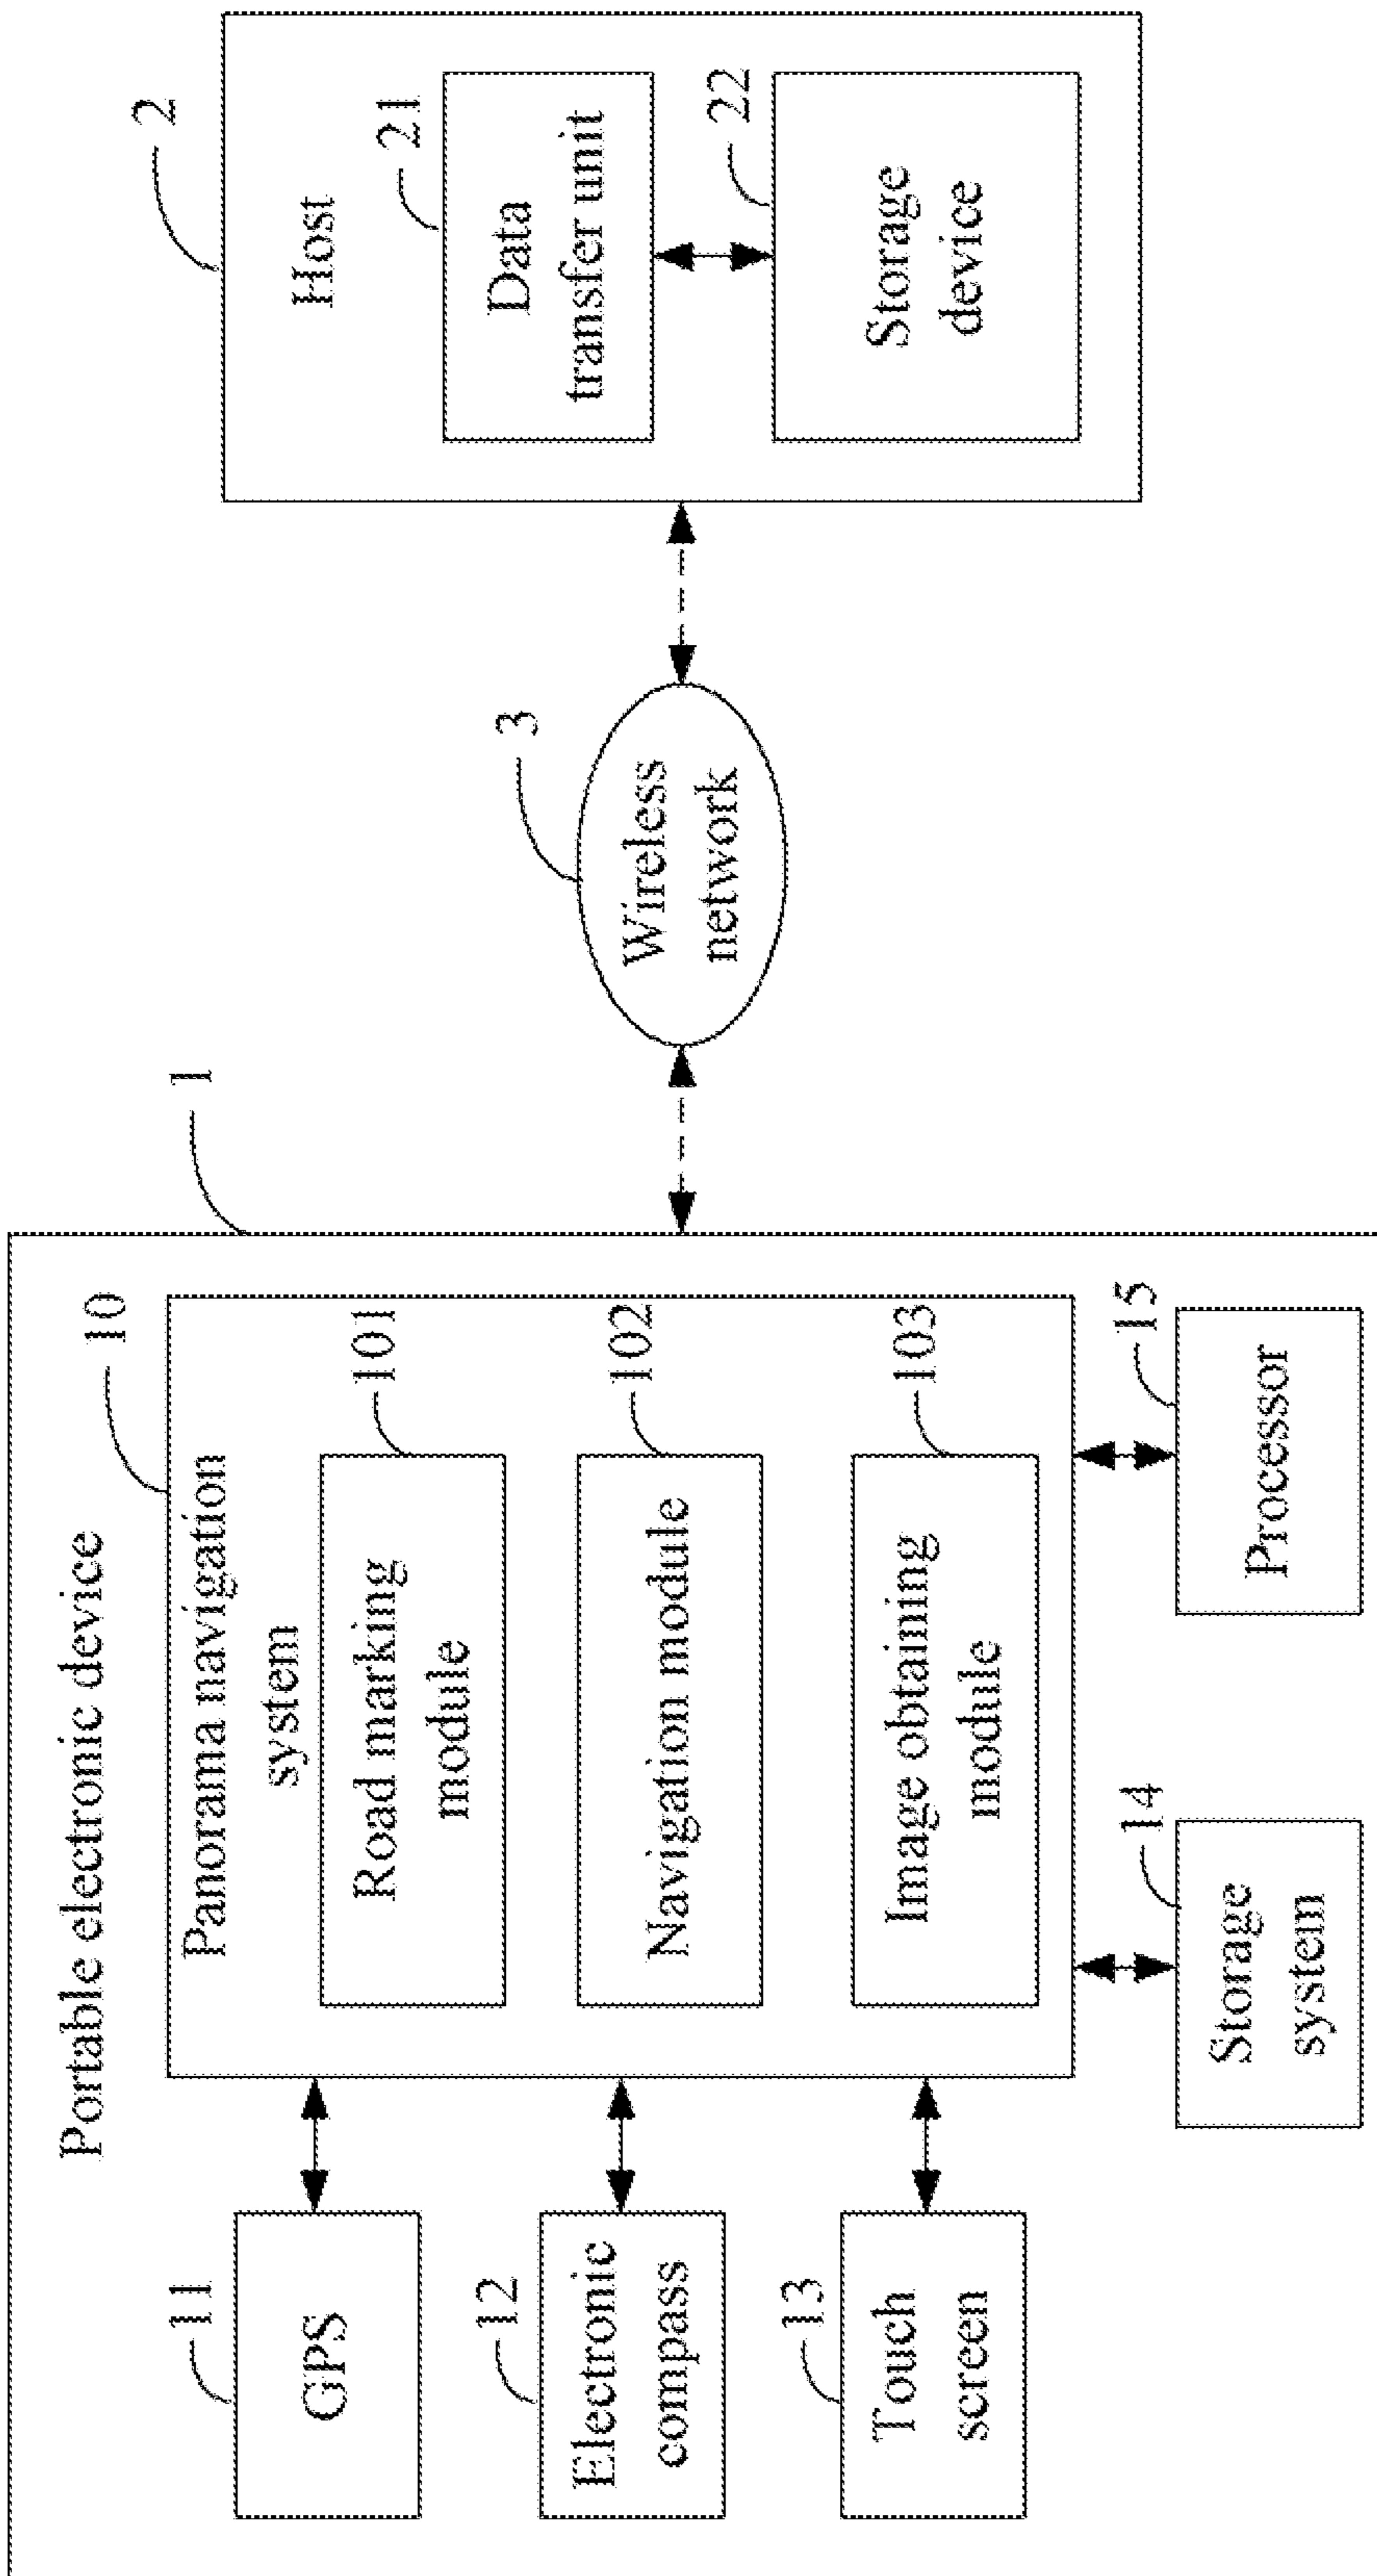 Portable electronic device
1
10
Panorama navigation
system
Road marking
module
101
Navigation module
102
Image obtaining
module
103
11
GPS
12
Electronic
compass
13
Touch
screen
14
Storage
system
15
Processor
3
Wireless
network
2
Host
21
Data
transfer unit
22
Storage
device